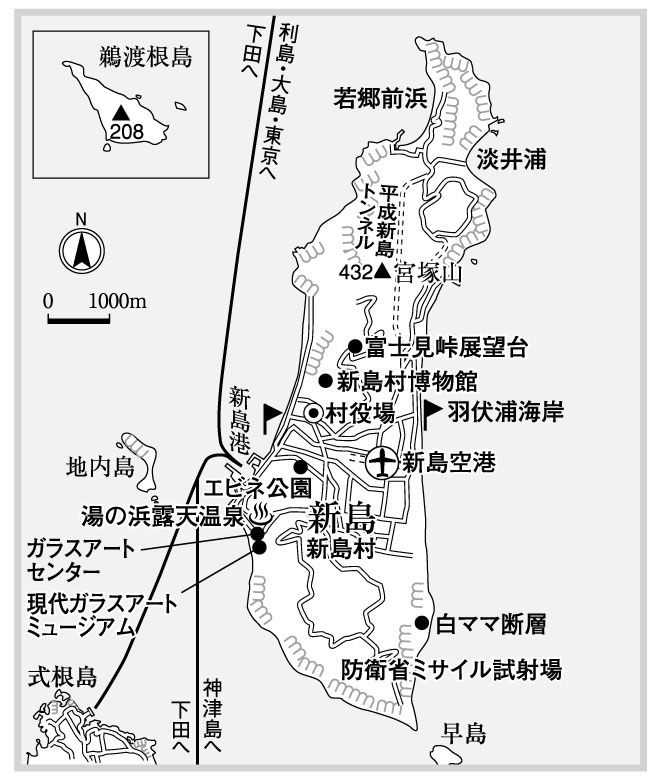 鵜渡根島
208
利島・大島・東京へ
下田へ
若郷前浜
淡井浦
平成新島
トンネル
432
宮塚山
N
0 1000m
富士見峠展望台
新島村博物館
村役場
羽伏浦海岸
新島港
新島空港
地内島
エビネ公園
湯の浜露天温泉
新島
新島村
ガラスアート
センター
現代ガラスアート
ミュージアム
白ママ断層
防衛省ミサイル試射場
式根島
神津島へ
下田へ
早島